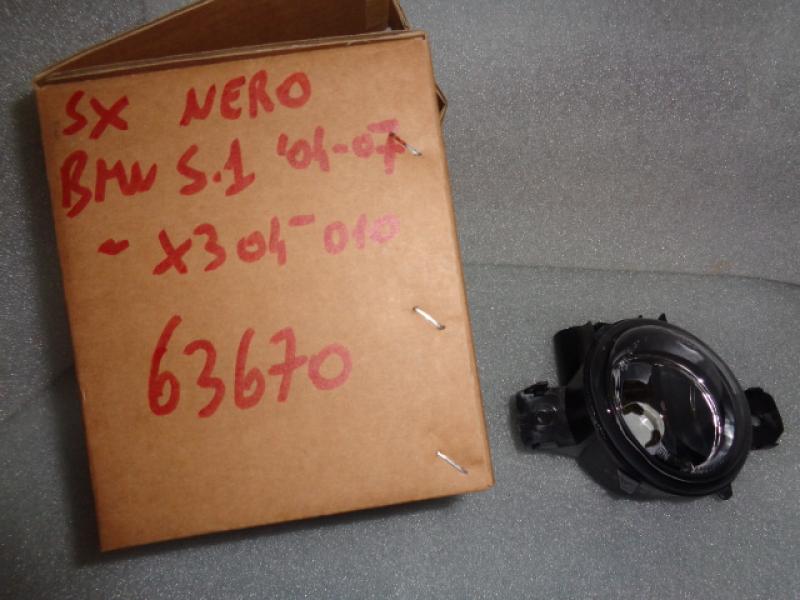 SX NERO
BMW S.1 '04-07
- X3 04-010
63670